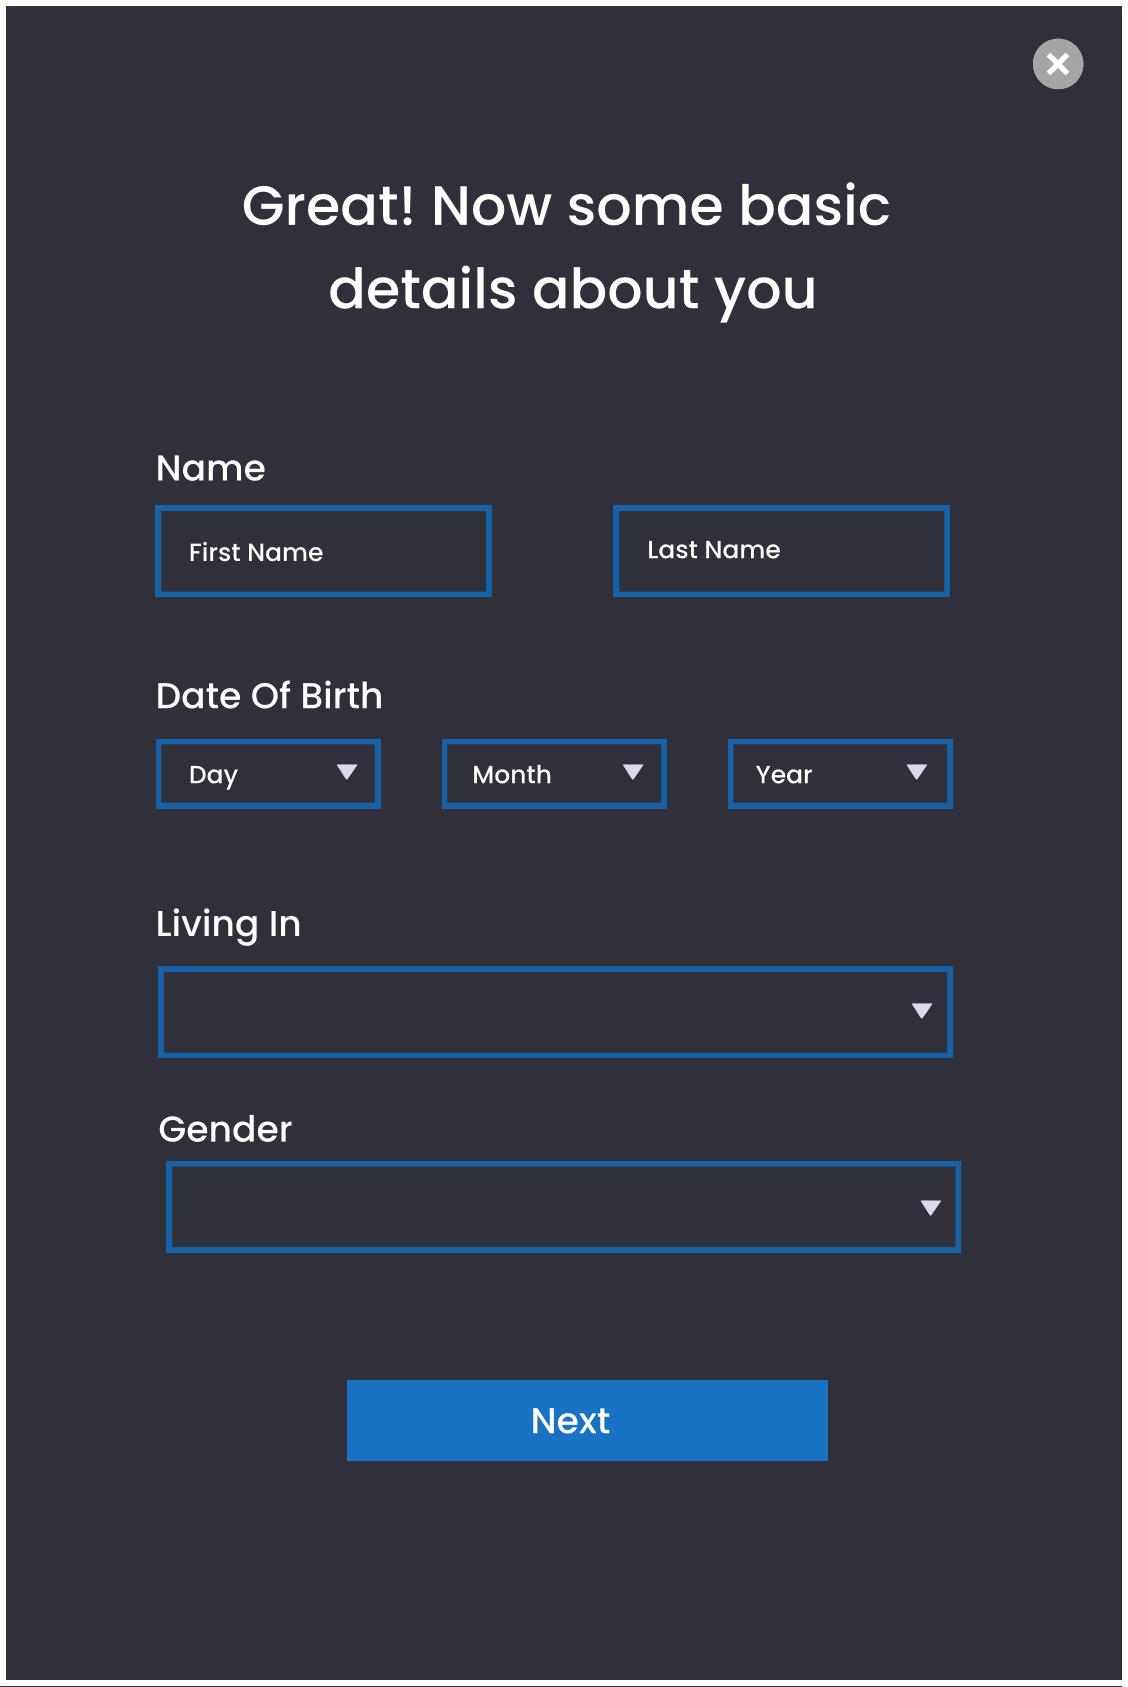 Great! Now some basic
details about you
Name
First Name
Last Name
Date Of Birth
Day
Month
Year
Living In
Gender
Next